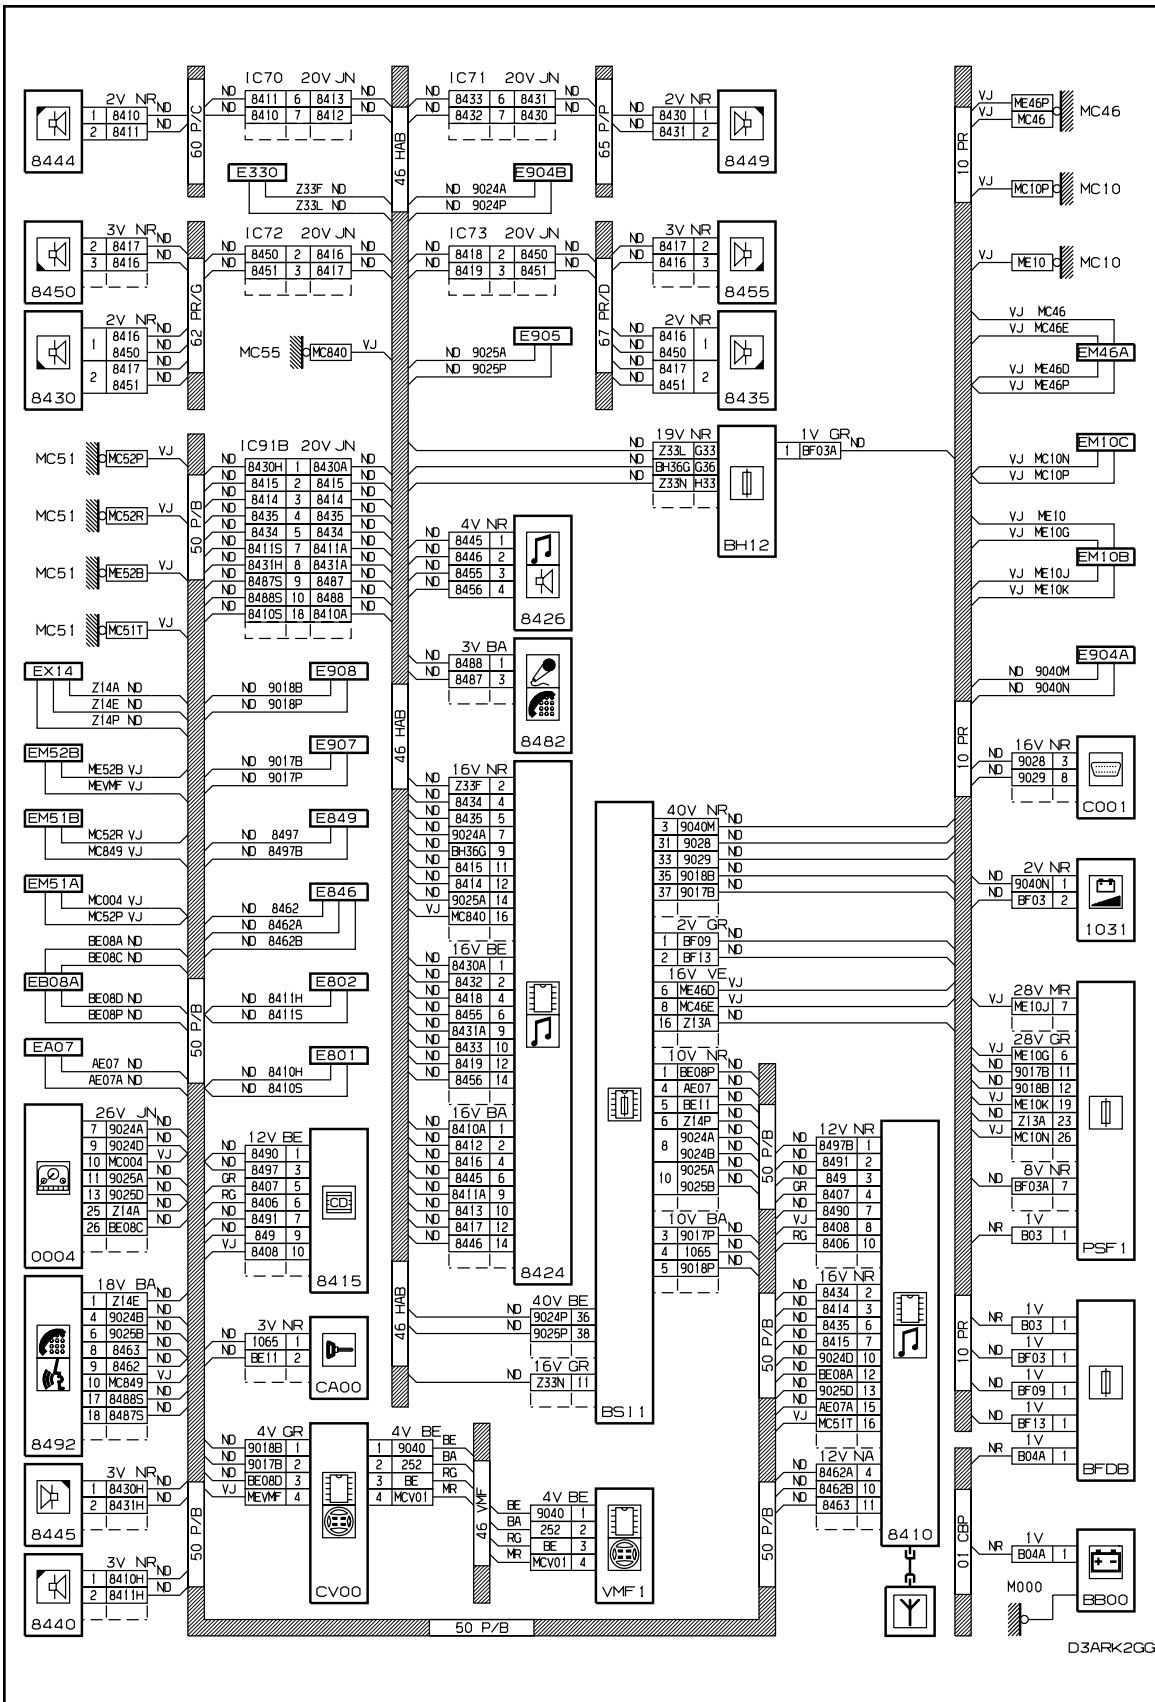 IC70 20V JN
ND 8411 6 8413 ND
ND 8410 7 8412 ND
IC71 20V JN
ND 8433 6 8431 ND
ND 8432 7 8430 ND
2V NR
1 8410 ND
2 8411 ND
8444
60 P/C
46 HAB
65 P/P
2V NR
ND 8430 1
ND 8431 2
8449
10 PR
VJ ME46P
VJ MC46
MC46
E330
Z33F ND
Z33L ND
E904B
ND 9024A
ND 9024P
VJ MC10P MC10
3V NR
2 8417 ND
3 8416 ND
8450
IC72 20V JN
ND 8450 2 8416 ND
ND 8451 3 8417 ND
IC73 20V JN
ND 8418 2 8450 ND
ND 8419 3 8451 ND
3V NR
ND 8417 2
ND 8416 3
8455
VJ ME10 MC10
62 PR/G
67 PR/D
2V NR
1 8416 ND
8450 ND
2 8417 ND
8451 ND
8430
MC55 MC840 VJ
E905
ND 9025A
ND 9025P
2V NR
ND 8416 1
ND 8450
ND 8417 2
ND 8451
8435
VJ MC46
VJ MC46E
EM46A
VJ ME46D
VJ ME46P
MC51 MC52P VJ
MC51 MC52R VJ
MC51 ME52B VJ
MC51 MC51T VJ
50 P/B
IC91B 20V JN
ND 8430H 1 8430A ND
ND 8415 2 8415 ND
ND 8414 3 8414 ND
ND 8435 4 8435 ND
ND 8434 5 8434 ND
ND 8411S 7 8411A ND
ND 8431H 8 8431A ND
ND 8487S 9 8487 ND
ND 8488S 10 8488 ND
ND 8410S 18 8410A ND
19V NR
ND Z33L G33
ND BH36G G36
ND Z33N H33
BH12
1V GR
1 BF03A ND
EM10C
VJ MC10N
VJ MC10P
4V NR
ND 8445 1
ND 8446 2
ND 8455 3
ND 8456 4
8426
VJ ME10
VJ ME10G
EM10B
VJ ME10J
VJ ME10K
3V BA
ND 8488 1
ND 8487 3
8482
E904A
ND 9040M
ND 9040N
EX14
Z14A ND
Z14E ND
Z14P ND
E908
ND 9018B
ND 9018P
46 HAB
10 PR
EM52B
ME52B VJ
MEVMF VJ
E907
ND 9017B
ND 9017P
16V NR
ND 9028 3
ND 9029 8
C001
EM51B
MC52R VJ
MC849 VJ
E849
ND 8497
ND 8497B
16V NR
ND Z33F 2
ND 8434 4
ND 8435 5
ND 9024A 7
ND BH36G 9
ND 8415 11
ND 8414 12
ND 9025A 14
VJ MC840 16
40V NR
3 9040M ND
31 9028 ND
33 9029 ND
35 9018B ND
37 9017B ND
EM51A
MC004 VJ
MC52P VJ
E846
ND 8462
ND 8462A
ND 8462B
2V NR
ND 9040N 1
ND BF03 2
1031
BE08A ND
BE08C ND
EB08A
BE08D ND
BE08P ND
50 P/B
E802
ND 8411H
ND 8411S
16V BE
ND 8430A 1
ND 8432 2
ND 8418 4
ND 8455 6
ND 8431A 9
ND 8433 10
ND 8419 12
ND 8456 14
2V GR
1 BF09 ND
2 BF13 ND
16V VE
6 ME46D VJ
8 MC46E VJ
16 Z13A ND
28V MR
VJ ME10J 7
28V GR
VJ ME10G 6
ND 9017B 11
ND 9018B 12
VJ ME10K 19
ND Z13A 23
VJ MC10N 26
8V NR
ND BF03A 7
1V
NR B03 1
PSF1
EA07
AE07 ND
AE07A ND
E801
ND 8410H
ND 8410S
10V NR
1 BE08P ND
4 AE07 ND
5 BE11 ND
6 Z14P ND
8 9024A ND
9024B ND
10 9025A ND
9025B ND
50 P/B
26V JN
7 9024A ND
9 9024D ND
10 MC004 VJ
11 9025A ND
13 9025D ND
25 Z14A ND
26 BE08C ND
0004
12V BE
ND 8490 1
ND 8497 3
GR 8407 5
RG 8406 6
ND 8491 7
ND 849 9
VJ 8408 10
CD
8415
16V BA
ND 8410A 1
ND 8412 2
ND 8416 4
ND 8445 6
ND 8411A 9
ND 8413 10
ND 8417 12
ND 8446 14
8424
10V BA
3 9017P ND
4 1065 ND
5 9018P ND
12V NR
ND 8497B 1
ND 8491 2
ND 849 3
GR 8407 4
ND 8490 7
VJ 8408 8
RG 8406 10
18V BA
1 Z14E ND
4 9024B ND
6 9025B ND
8 8463 ND
9 8462 ND
10 MC849 VJ
17 8488S ND
18 8487S ND
8492
3V NR
ND 1065 1
ND BE11 2
CA00
46 HAB
40V BE
ND 9024P 36
ND 9025P 38
16V GR
ND Z33N 11
BSI1
50 P/B
16V NR
ND 8434 2
ND 8414 3
ND 8435 6
ND 8415 7
ND 9024D 10
ND BE08A 12
ND 9025D 13
ND AE07A 15
VJ MC51T 16
12V NA
ND 8462A 4
ND 8462B 10
ND 8463 11
8410
10 PR
1V
NR B03 1
1V
ND BF03 1
1V
ND BF09 1
1V
ND BF13 1
1V
NR B04A 1
BFDB
4V GR
ND 9018B 1
ND 9017B 2
ND BE08D 3
VJ MEVMF 4
CV00
4V BE
1 9040 BE
2 252 BA
3 BE RG
4 MCV01 MR
46 VMF
4V BE
BE 9040 1
BA 252 2
RG BE 3
MR MCV01 4
VMF1
3V NR
1 8430H ND
2 8431H ND
8445
50 P/B
50 P/B
01 CBP
3V NR
1 8410H ND
2 8411H ND
8440
1V
NR B04A 1
M000
BB00
50 P/B
D3ARK2GG